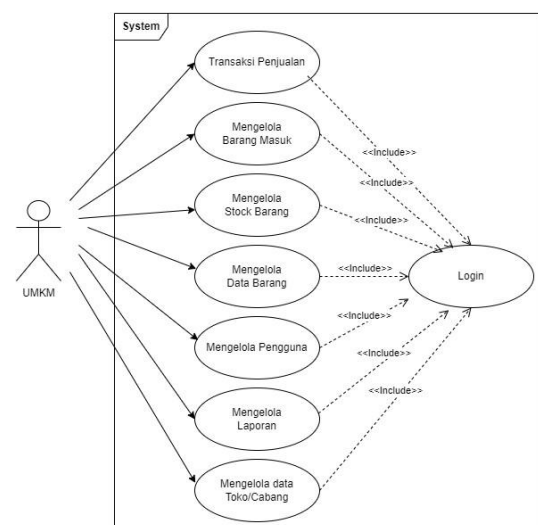 System
Transaksi Penjualan
<<Include>>
Mengelola
Barang Masuk
<<Include>>
Mengelola
Stock Barang
<<Include>>
UMKM
Mengelola
Data Barang
<<Include>>
Login
Mengelola Pengguna
<<Include>>
Mengelola
Laporan
<<Include>>
Mengelola data
Toko/Cabang
<<Include>>